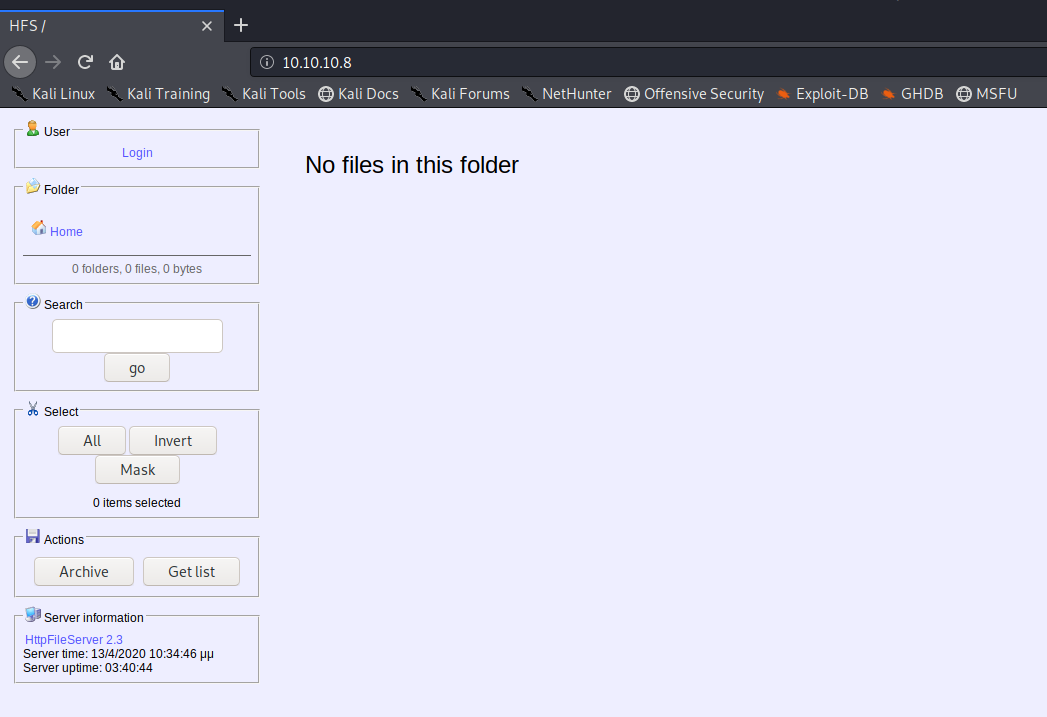 HFS /
10.10.10.8
Kali Linux Kali Training Kali Tools Kali Docs Kali Forums NetHunter Offensive Security Exploit-DB GHDB MSFU
User
Login
Folder
Home
0 folders, 0 files, 0 bytes
Search
go
Select
All Invert
Mask
0 items selected
Actions
Archive Get list
Server information
HttpFileServer 2.3
Server time: 13/4/2020 10:34:46 μμ
Server uptime: 03:40:44
No files in this folder